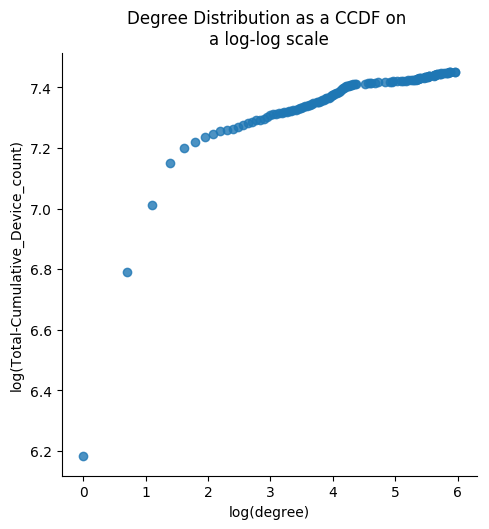 Degree Distribution as a CCDF on
a log-log scale
log(Total-Cumulative_Device_count)
7.4
7.2
7.0
6.8
6.6
6.4
6.2
0 1 2 3 4 5 6
log(degree)